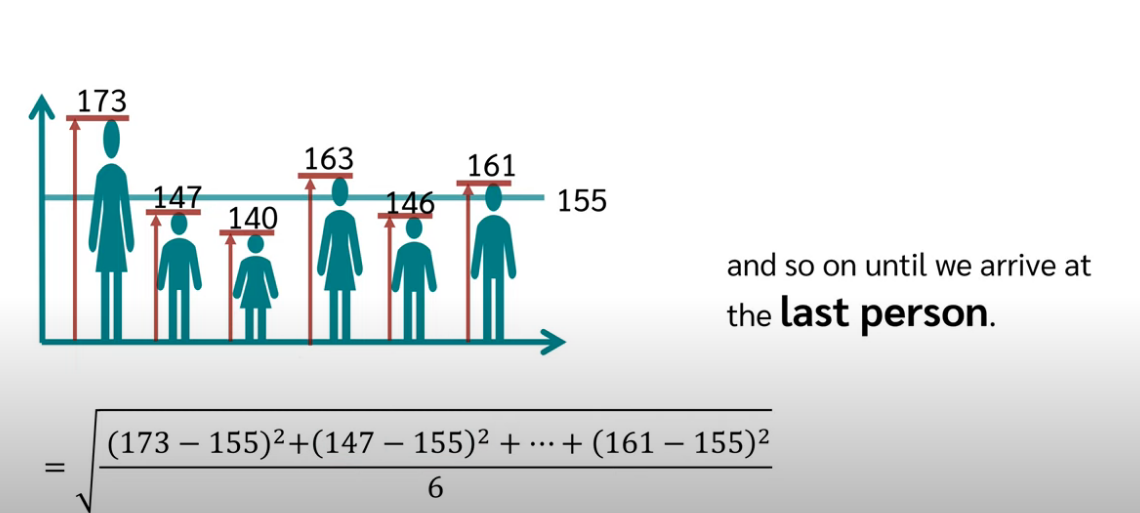 173
147
140
163
146
161
155
and so on until we arrive at
the last person.
= √((173 − 155)²+(147 − 155)² + ⋯ + (161 − 155)² / 6)